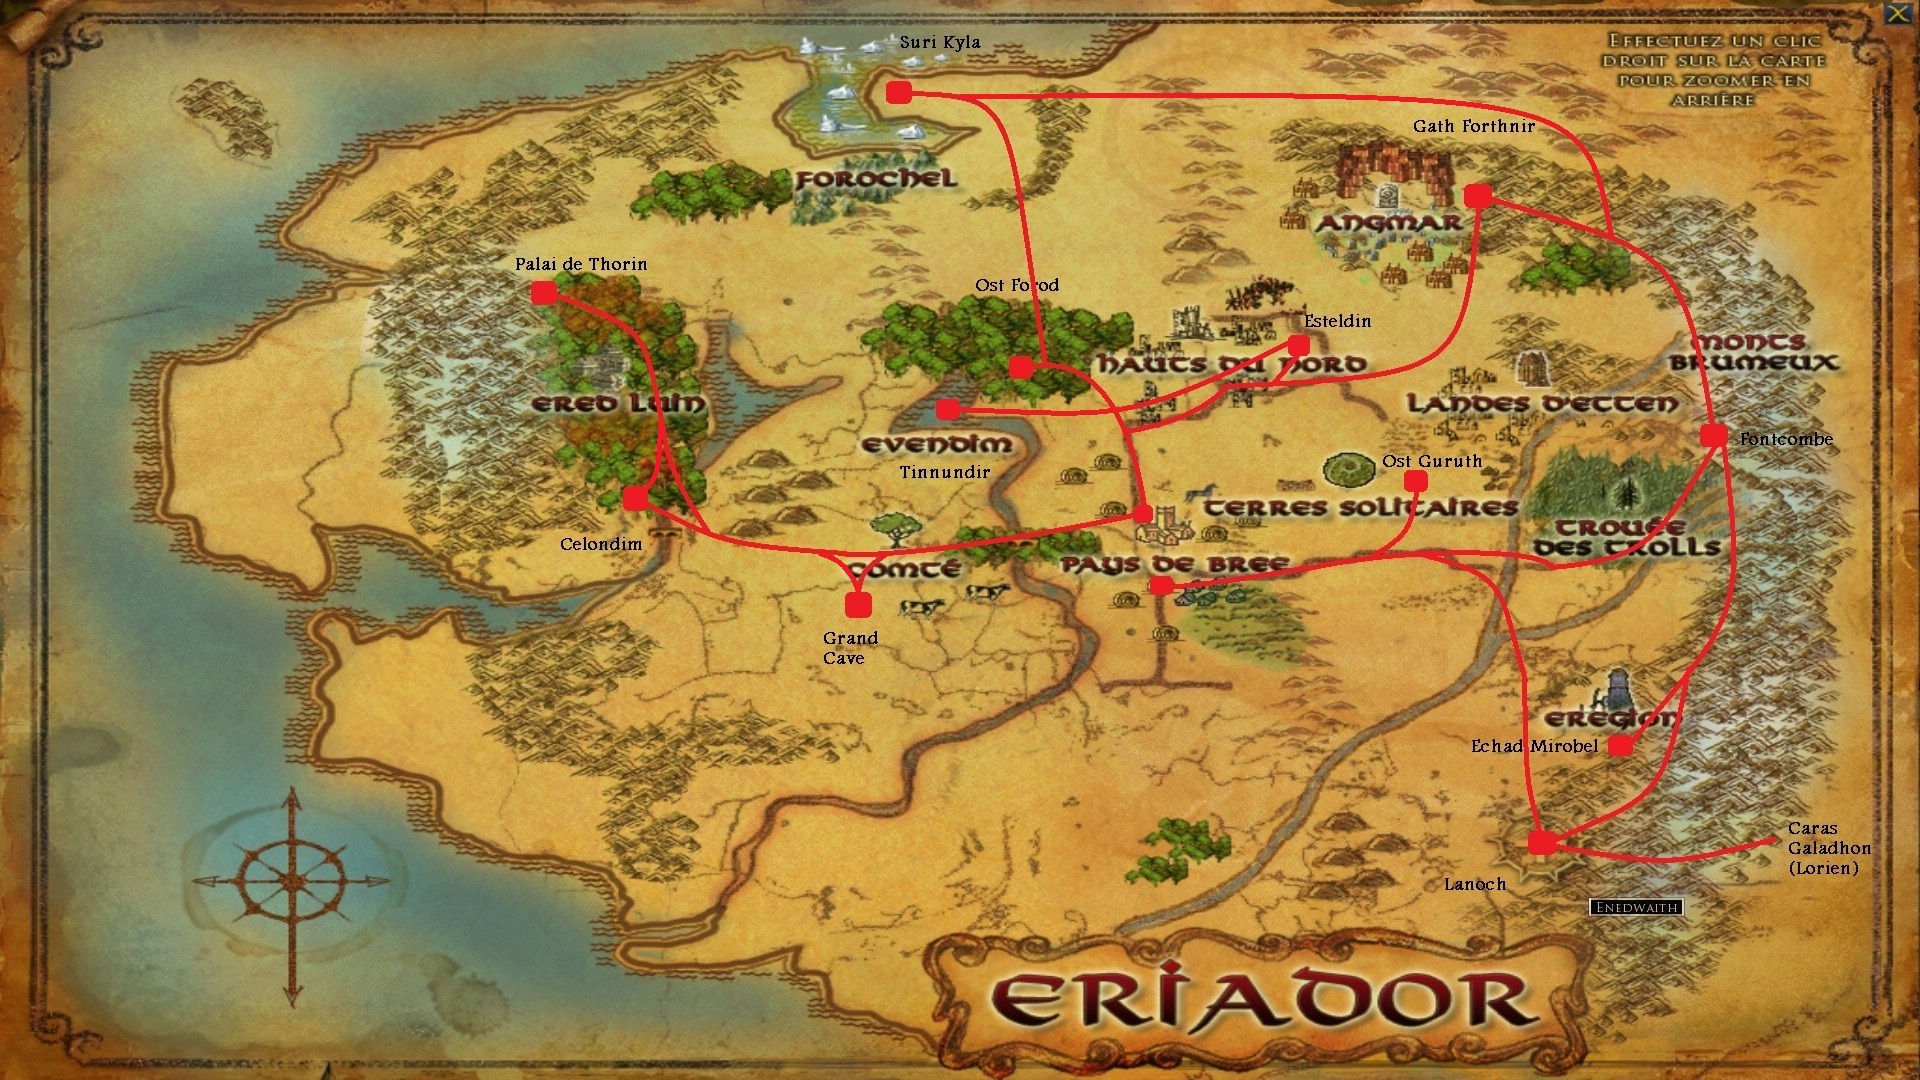 Suri Kyla
Effectuez un clic
droit sur la carte
pour zoomer en
arrière
Gath Forthnir
Forochel
Angmar
Palai de Thorin
Ost Forod
Esteldin
Monts
Brumeux
Hauts du Nord
Ered Luin
Landes d'Etten
Evendim
Tinnundir
Fontcombe
Ost Guruth
Terres Solitaires
Trouée
des Trolls
Celondim
Comté
Pays de Bree
Grand
Cave
Eregion
Echad Mirobel
Caras
Galadhon
(Lorien)
Lanoch
Enedwaith
Eriador